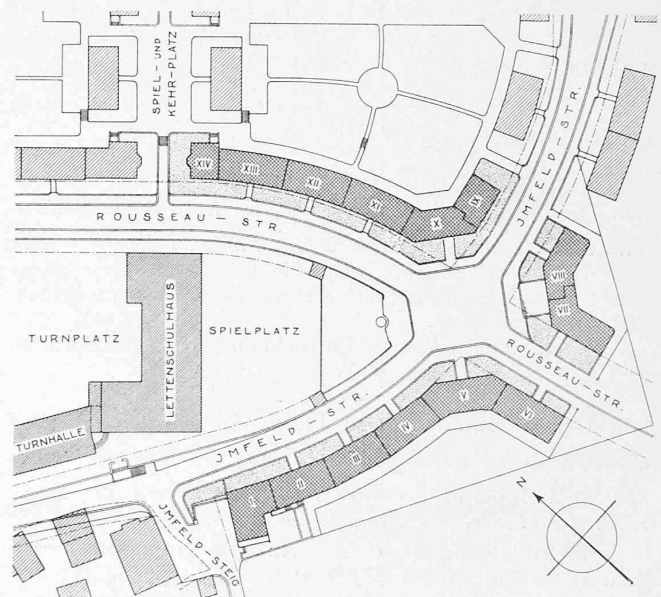 SPIEL- UND
KEHR-PLATZ
XIV
XIII
XII
XI
X
IX
JMFELD-STR.
ROUSSEAU-STR.
VIII
VII
TURNPLATZ
LETTENSCHULHAUS
SPIELPLATZ
ROUSSEAU-STR.
TURNHALLE
JMFELD-STR.
I
II
III
IV
V
VI
JMFELD-STEIG
N